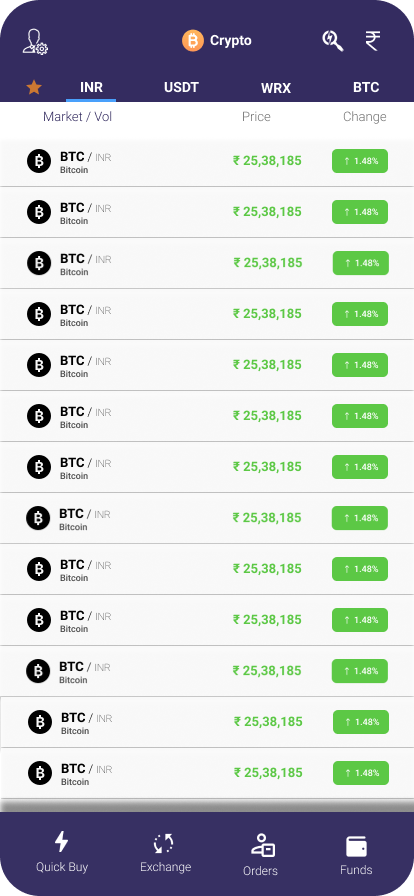 Crypto ₹
INR USDT WRX BTC
Market / Vol Price Change
BTC / INR ₹ 25,38,185 ↑ 1.48%
Bitcoin
BTC / INR ₹ 25,38,185 ↑ 1.48%
Bitcoin
BTC / INR ₹ 25,38,185 ↑ 1.48%
Bitcoin
BTC / INR ₹ 25,38,185 ↑ 1.48%
Bitcoin
BTC / INR ₹ 25,38,185 ↑ 1.48%
Bitcoin
BTC / INR ₹ 25,38,185 ↑ 1.48%
Bitcoin
BTC / INR ₹ 25,38,185 ↑ 1.48%
Bitcoin
BTC / INR ₹ 25,38,185 ↑ 1.48%
Bitcoin
BTC / INR ₹ 25,38,185 ↑ 1.48%
Bitcoin
BTC / INR ₹ 25,38,185 ↑ 1.48%
Bitcoin
BTC / INR ₹ 25,38,185 ↑ 1.48%
Bitcoin
BTC / INR ₹ 25,38,185 ↑ 1.48%
Bitcoin
BTC / INR ₹ 25,38,185 ↑ 1.48%
Bitcoin
Quick Buy Exchange Orders Funds